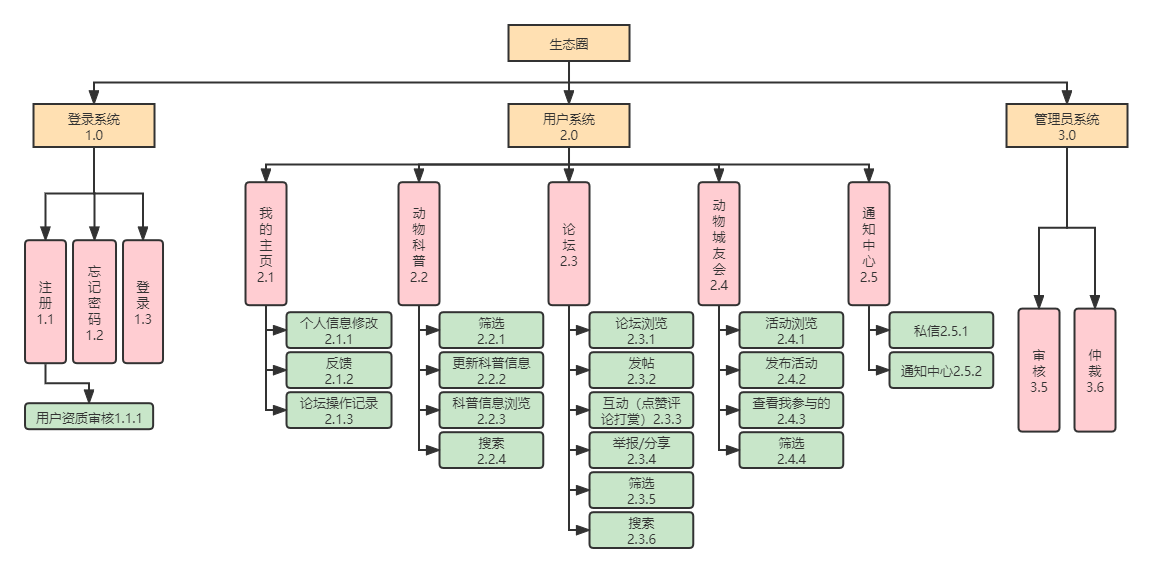 生态圈
登录系统
1.0
用户系统
2.0
管理员系统
3.0
注册
1.1
忘记密码
1.2
登录
1.3
用户资质审核1.1.1
我的主页
2.1
个人信息修改
2.1.1
反馈
2.1.2
论坛操作记录
2.1.3
动物科普
2.2
筛选
2.2.1
更新科普信息
2.2.2
科普信息浏览
2.2.3
搜索
2.2.4
论坛
2.3
论坛浏览
2.3.1
发帖
2.3.2
互动（点赞评
论打赏）2.3.3
举报/分享
2.3.4
筛选
2.3.5
搜索
2.3.6
动物城友会
2.4
活动浏览
2.4.1
发布活动
2.4.2
查看我参与的
2.4.3
筛选
2.4.4
通知中心
2.5
私信2.5.1
通知中心2.5.2
审核
3.5
仲裁
3.6